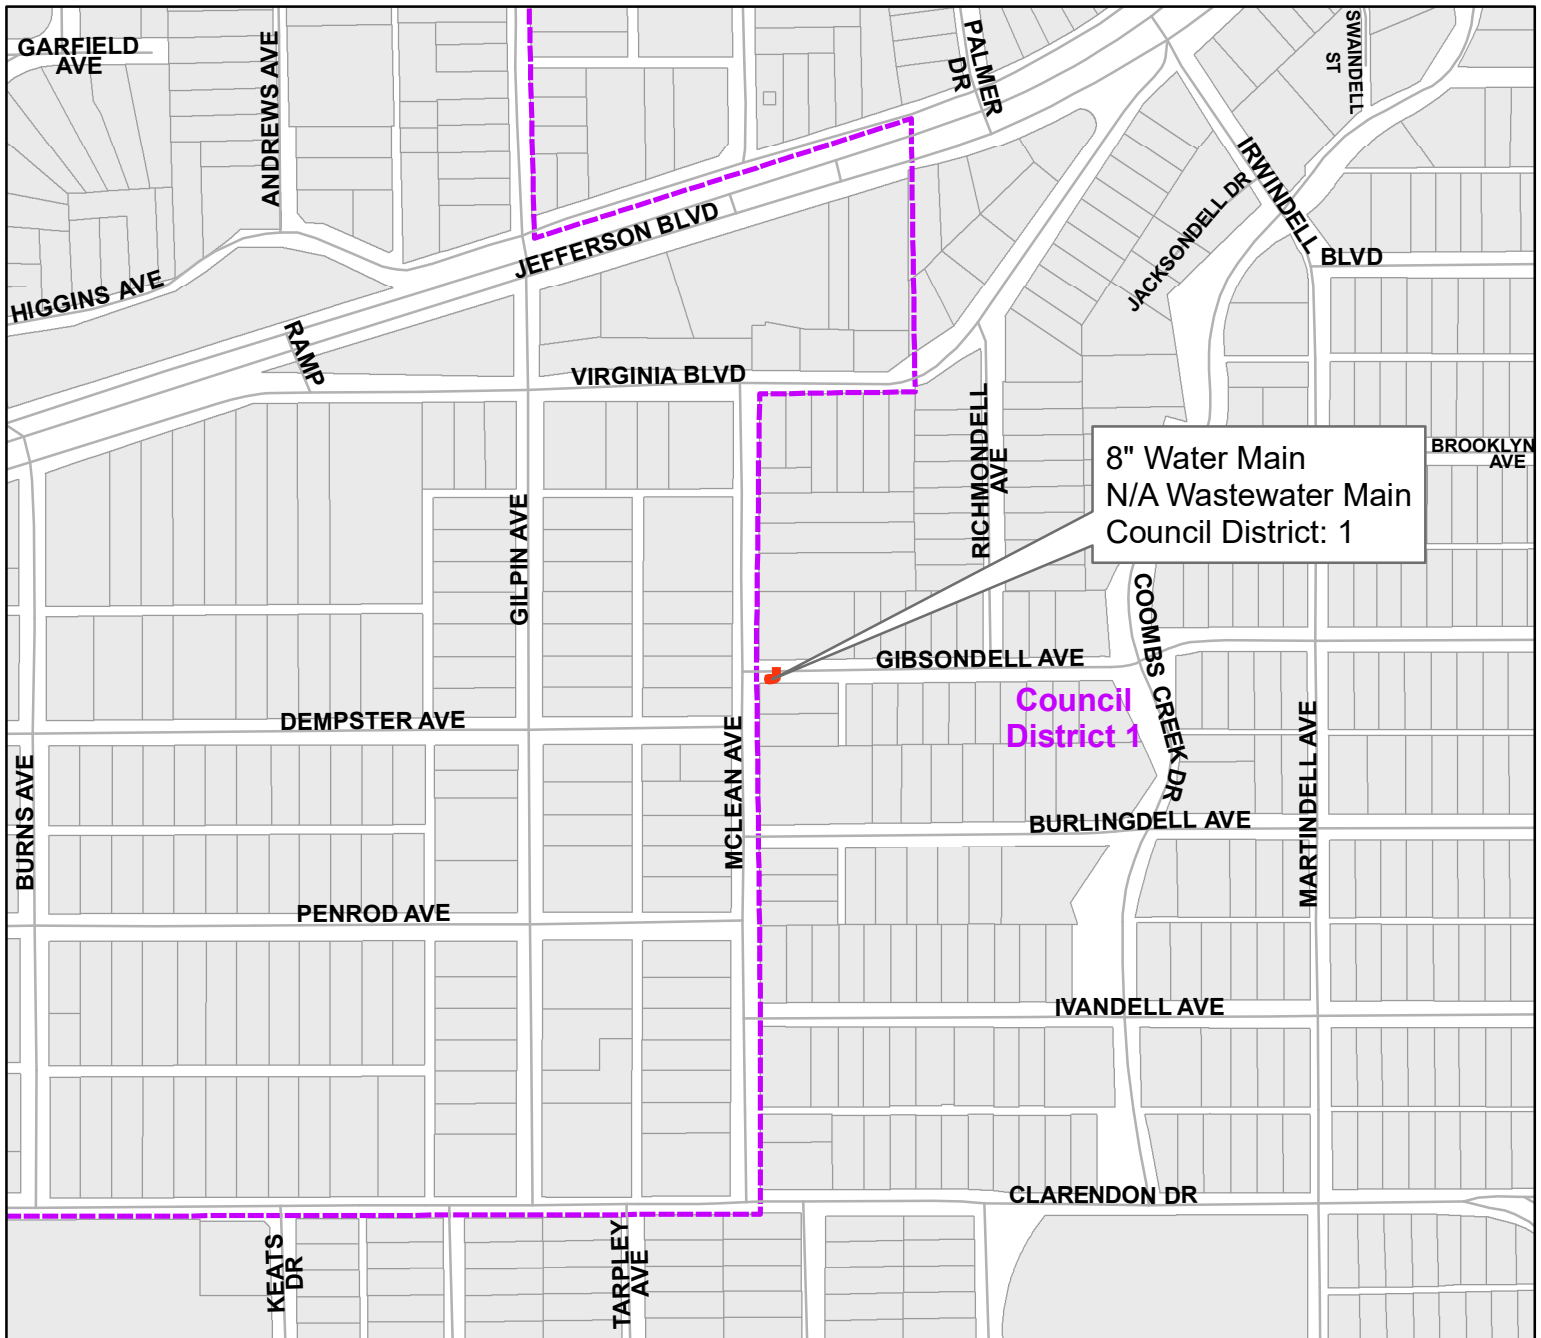 GARFIELD
AVE
ANDREWS AVE
PALMER
DR
SWAINDELL
ST
IRWINDELL
BLVD
JACKSONDELL DR
JEFFERSON BLVD
HIGGINS AVE
RAMP
VIRGINIA BLVD
RICHMONDELL
AVE
8" Water Main
N/A Wastewater Main
Council District: 1
BROOKLYN
AVE
GILPIN AVE
COOMBS CREEK DR
GIBSONDELL AVE
Council
District 1
DEMPSTER AVE
MCLEAN AVE
MARTINDELL AVE
BURNS AVE
BURLINGDELL AVE
PENROD AVE
IVANDELL AVE
CLARENDON DR
KEATS
DR
TARPLEY
AVE